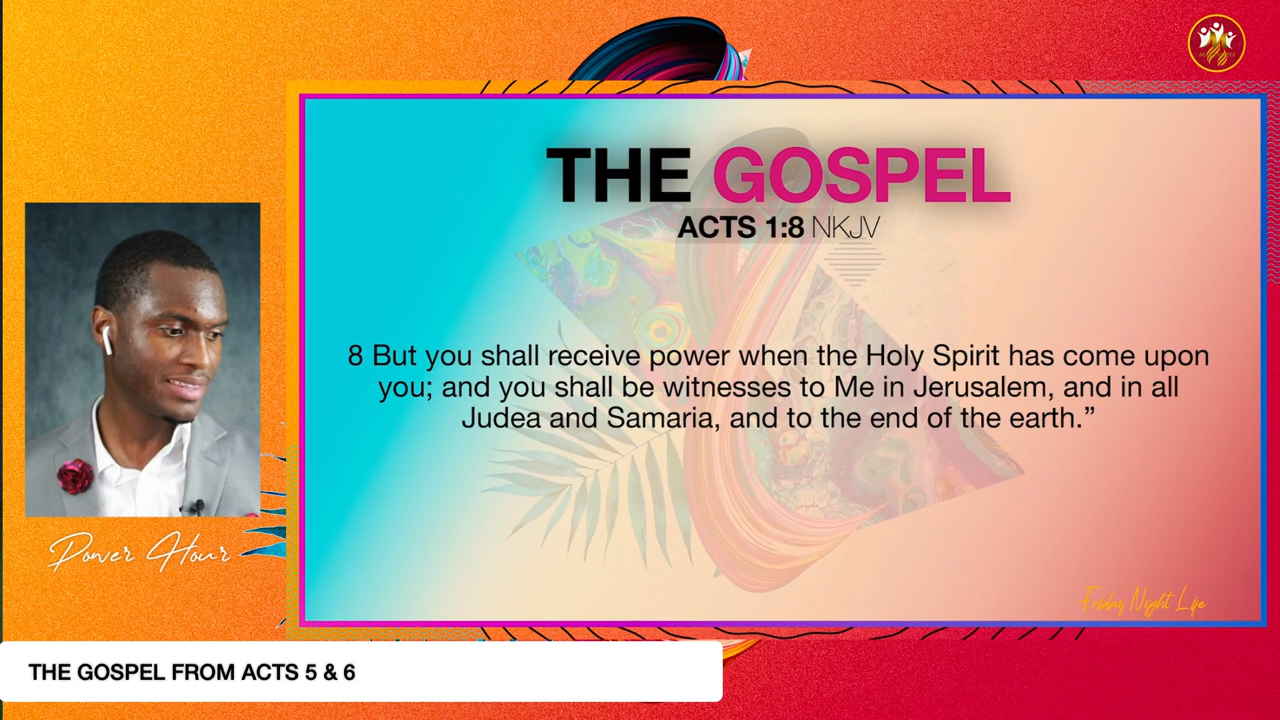 THE GOSPEL
ACTS 1:8 NKJV
8 But you shall receive power when the Holy Spirit has come upon
you; and you shall be witnesses to Me in Jerusalem, and in all
Judea and Samaria, and to the end of the earth.”
Friday Night Life
Power Hour
THE GOSPEL FROM ACTS 5 & 6